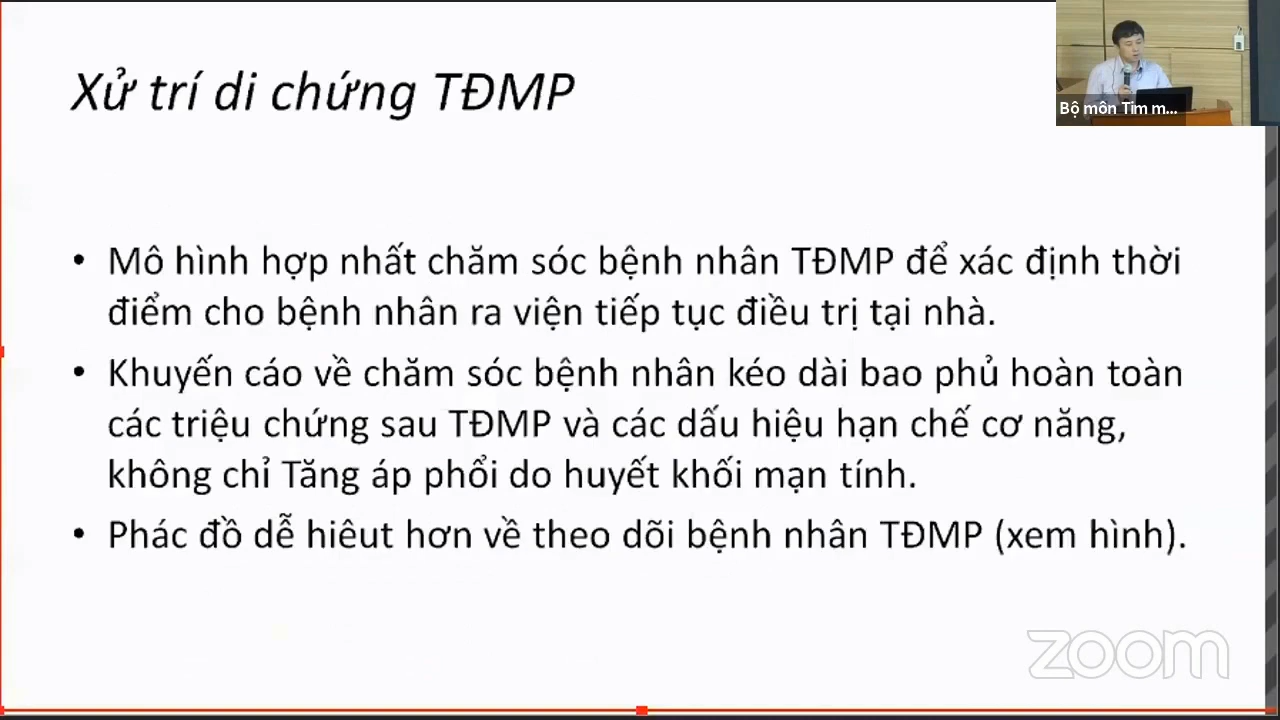 Xử trí di chứng TĐMP
Bộ môn Tim m...
• Mô hình hợp nhất chăm sóc bệnh nhân TĐMP để xác định thời
điểm cho bệnh nhân ra viện tiếp tục điều trị tại nhà.
• Khuyến cáo về chăm sóc bệnh nhân kéo dài bao phủ hoàn toàn
các triệu chứng sau TĐMP và các dấu hiệu hạn chế cơ năng,
không chỉ Tăng áp phổi do huyết khối mạn tính.
• Phác đồ dễ hiêut hơn về theo dõi bệnh nhân TĐMP (xem hình).
zoom